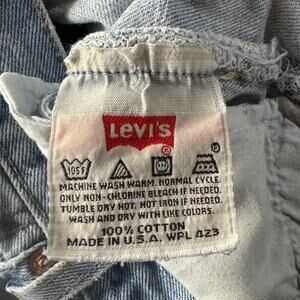 LEVI'S
105F
MACHINE WASH WARM. NORMAL CYCLE.
ONLY NON-CHLORINE BLEACH IF NEEDED.
TUMBLE DRY HOT. HOT IRON IF NEEDED.
WASH AND DRY WITH LIKE COLORS.
100% COTTON
MADE IN U.S.A. WPL 423